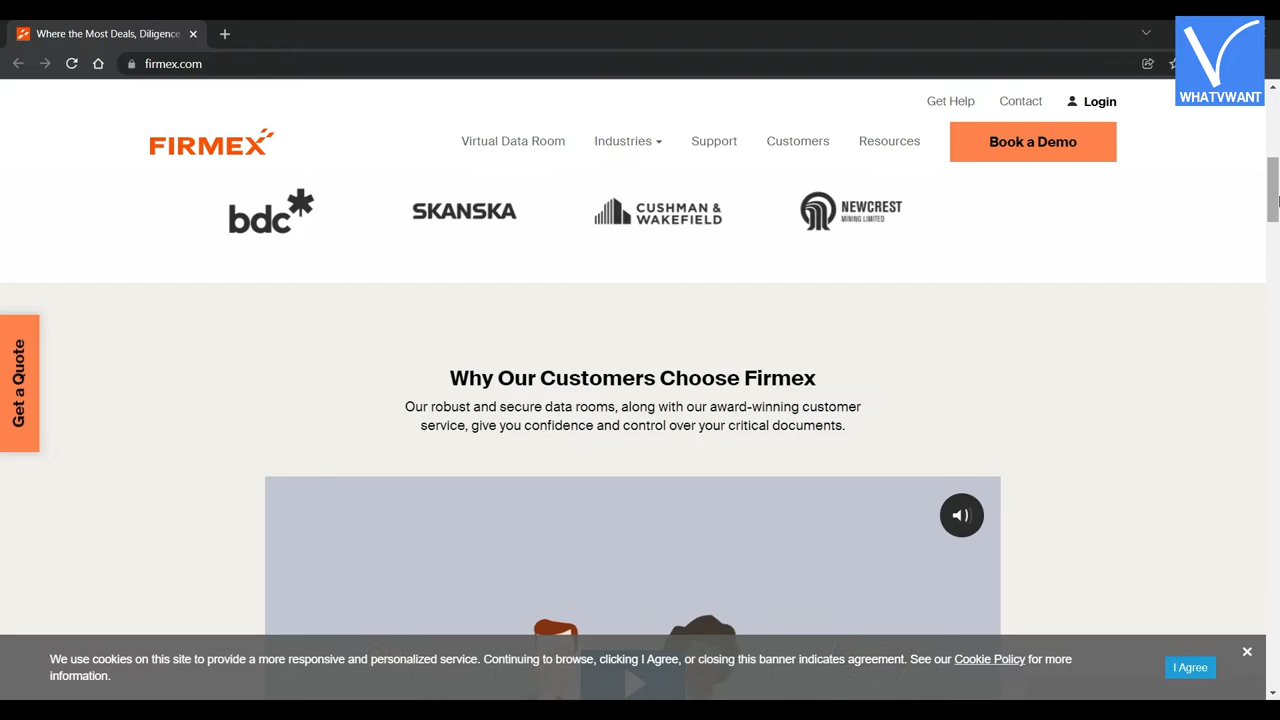 Where the Most Deals, Diligence
firmex.com
WHATVWANT
Get Help Contact Login
FIRMEX
Virtual Data Room Industries Support Customers Resources Book a Demo
bdc* SKANSKA CUSHMAN & WAKEFIELD NEWCREST MINING LIMITED
Get a Quote
Why Our Customers Choose Firmex
Our robust and secure data rooms, along with our award-winning customer
service, give you confidence and control over your critical documents.
We use cookies on this site to provide a more responsive and personalized service. Continuing to browse, clicking I Agree, or closing this banner indicates agreement. See our Cookie Policy for more
information.
I Agree